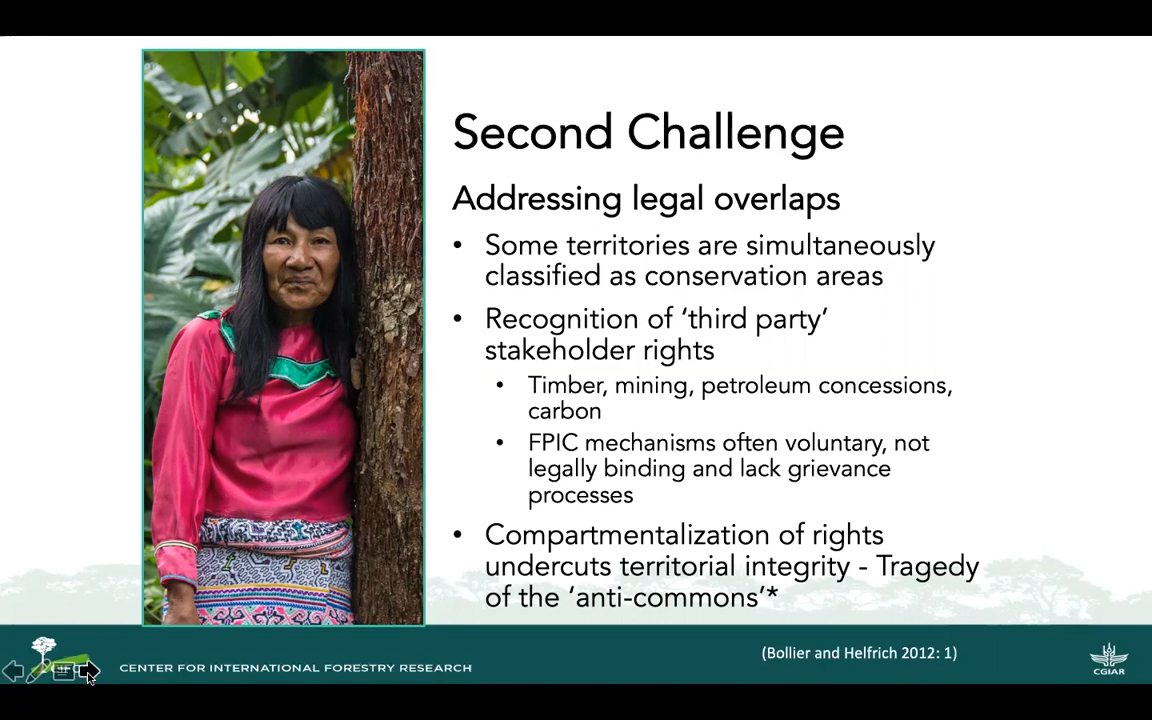 Second Challenge
Addressing legal overlaps
• Some territories are simultaneously
classified as conservation areas
• Recognition of ‘third party’
stakeholder rights
• Timber, mining, petroleum concessions,
carbon
• FPIC mechanisms often voluntary, not
legally binding and lack grievance
processes
• Compartmentalization of rights
undercuts territorial integrity - Tragedy
of the ‘anti-commons’*
(Bollier and Helfrich 2012: 1)
CENTER FOR INTERNATIONAL FORESTRY RESEARCH
CGIAR